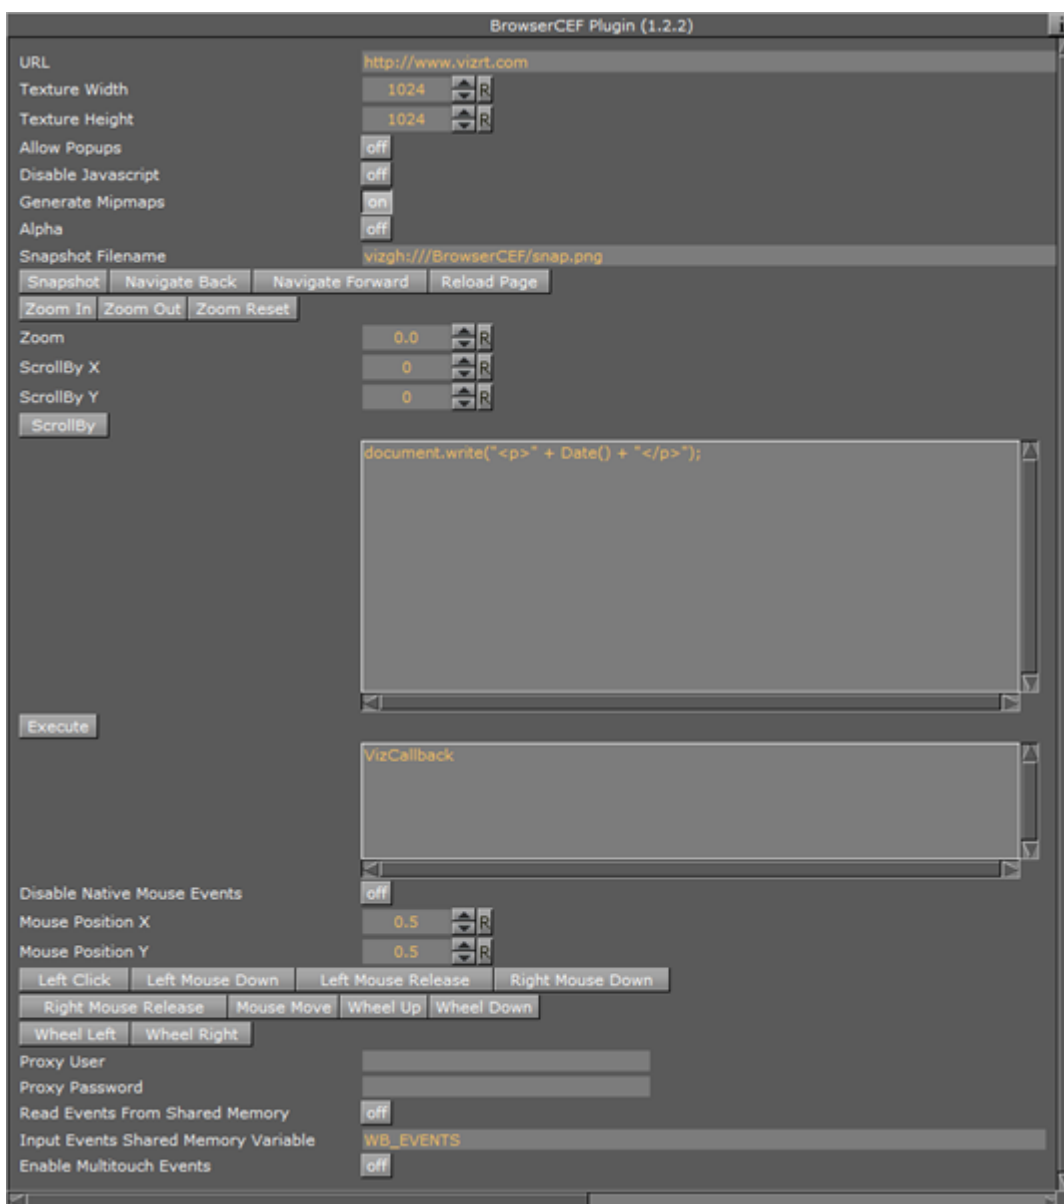 BrowserCEF Plugin (1.2.2)
URL http://www.vizrt.com
Texture Width 1024 R
Texture Height 1024 R
Allow Popups off
Disable Javascript off
Generate Mipmaps on
Alpha off
Snapshot Filename vizgh:///BrowserCEF/snap.png
Snapshot Navigate Back Navigate Forward Reload Page
Zoom In Zoom Out Zoom Reset
Zoom 0.0 R
ScrollBy X 0 R
ScrollBy Y 0 R
ScrollBy
document.write("<p>" + Date() + "</p>");
Execute
VizCallback
Disable Native Mouse Events off
Mouse Position X 0.5 R
Mouse Position Y 0.5 R
Left Click Left Mouse Down Left Mouse Release Right Mouse Down
Right Mouse Release Mouse Move Wheel Up Wheel Down
Wheel Left Wheel Right
Proxy User
Proxy Password
Read Events From Shared Memory off
Input Events Shared Memory Variable WB_EVENTS
Enable Multitouch Events off